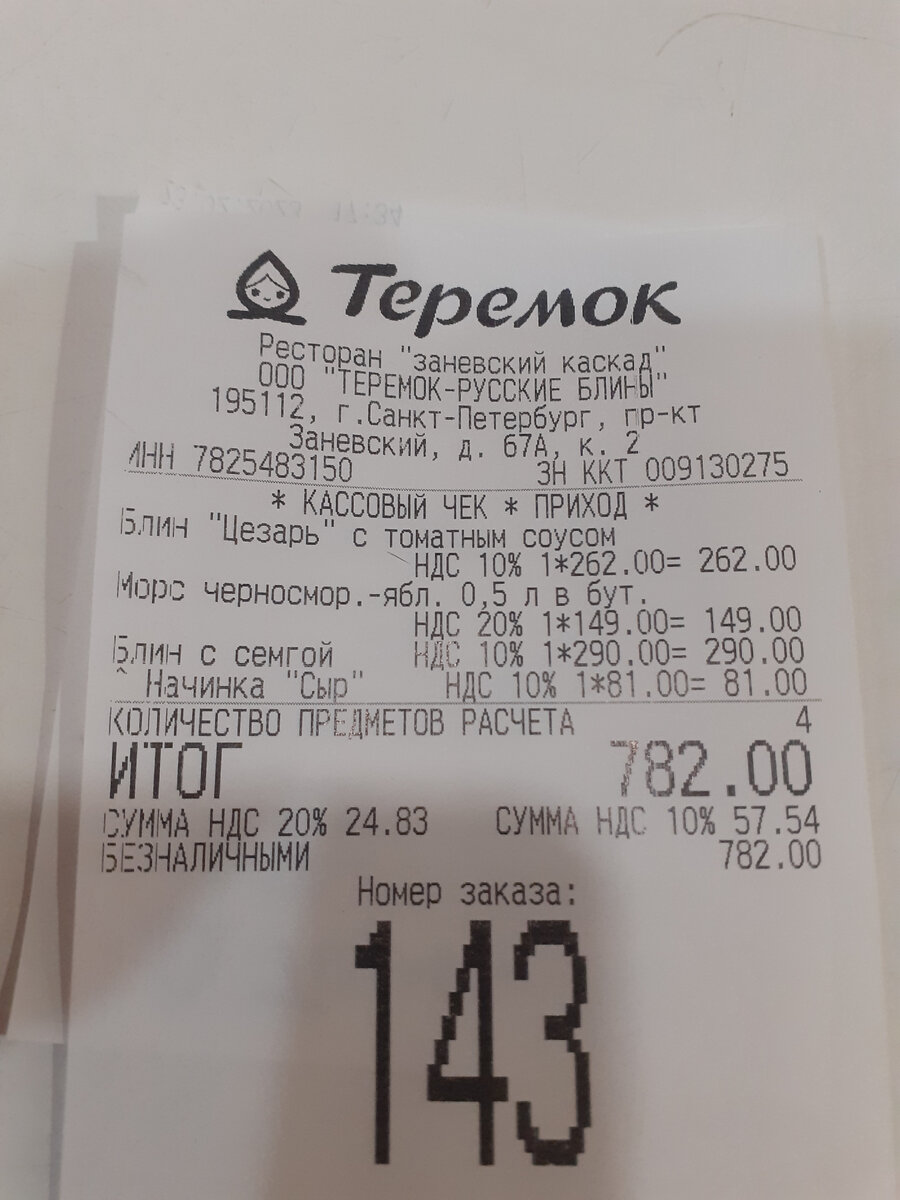 Теремок
Ресторан "заневский каскад"
ООО "ТЕРЕМОК-РУССКИЕ БЛИНЫ"
195112, г.Санкт-Петербург, пр-кт
Заневский, д. 67А, к. 2
ИНН 7825483150 ЗН ККТ 009130275
* КАССОВЫЙ ЧЕК * ПРИХОД *
Блин "Цезарь" с томатным соусом
НДС 10% 1*262.00= 262.00
Морс черносмор.-ябл. 0,5 л в бут.
НДС 20% 1*149.00= 149.00
Блин с семгой НДС 10% 1*290.00= 290.00
^ Начинка "Сыр" НДС 10% 1*81.00= 81.00
КОЛИЧЕСТВО ПРЕДМЕТОВ РАСЧЕТА 4
ИТОГ 782.00
СУММА НДС 20% 24.83 СУММА НДС 10% 57.54
БЕЗНАЛИЧНЫМИ 782.00
Номер заказа:
143